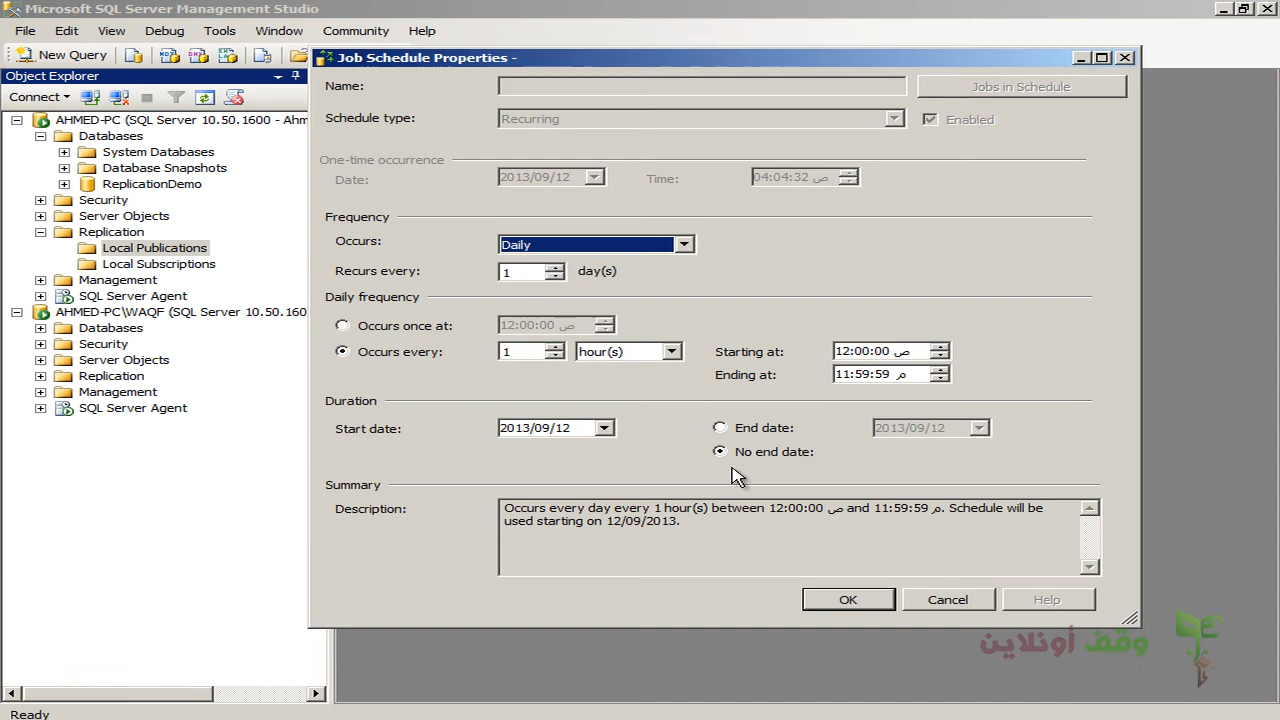 Microsoft SQL Server Management Studio
File Edit View Debug Tools Window Community Help
New Query
Object Explorer
Connect
AHMED-PC (SQL Server 10.50.1600 - Ahm
Databases
System Databases
Database Snapshots
ReplicationDemo
Security
Server Objects
Replication
Local Publications
Local Subscriptions
Management
SQL Server Agent
AHMED-PC\WAQF (SQL Server 10.50.160
Databases
Security
Server Objects
Replication
Management
SQL Server Agent
Ready
Job Schedule Properties -
Name: Jobs in Schedule
Schedule type: Recurring Enabled
One-time occurrence
Date: 2013/09/12 Time: 04:04:32 ص
Frequency
Occurs: Daily
Recurs every: 1 day(s)
Daily frequency
Occurs once at: 12:00:00 ص
Occurs every: 1 hour(s) Starting at: 12:00:00 ص
Ending at: 11:59:59 م
Duration
Start date: 2013/09/12 End date: 2013/09/12
No end date:
Summary
Description: Occurs every day every 1 hour(s) between 12:00:00 ص and 11:59:59 م. Schedule will be
used starting on 12/09/2013.
OK Cancel Help
وقف أونلاين